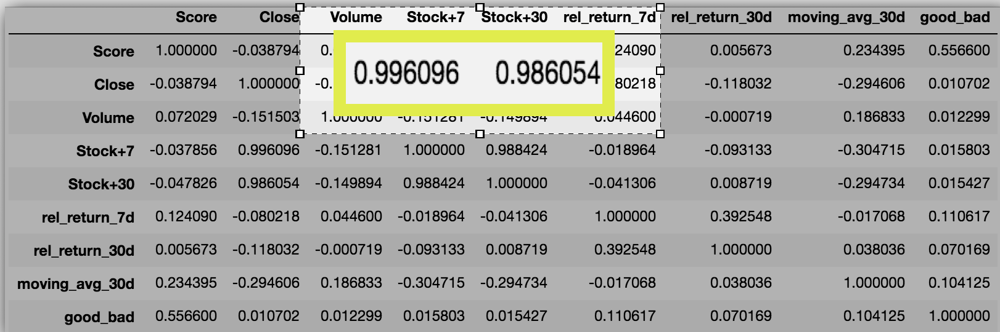 Score Close Volume Stock+7 Stock+30 rel_return_7d rel_return_30d moving_avg_30d good_bad
Score 1.000000 -0.038794 0. 24090 0.005673 0.234395 0.556600
0.996096 0.986054
Close -0.038794 1.000000 -0. 80218 -0.118032 -0.294606 0.010702
Volume 0.072029 -0.151503 1.000000 -0.151281 -0.149894 0.044600 -0.000719 0.186833 0.012299
Stock+7 -0.037856 0.996096 -0.151281 1.000000 0.988424 -0.018964 -0.093133 -0.304715 0.015803
Stock+30 -0.047826 0.986054 -0.149894 0.988424 1.000000 -0.041306 0.008719 -0.294734 0.015427
rel_return_7d 0.124090 -0.080218 0.044600 -0.018964 -0.041306 1.000000 0.392548 -0.017068 0.110617
rel_return_30d 0.005673 -0.118032 -0.000719 -0.093133 0.008719 0.392548 1.000000 0.038036 0.070169
moving_avg_30d 0.234395 -0.294606 0.186833 -0.304715 -0.294734 -0.017068 0.038036 1.000000 0.104125
good_bad 0.556600 0.010702 0.012299 0.015803 0.015427 0.110617 0.070169 0.104125 1.000000